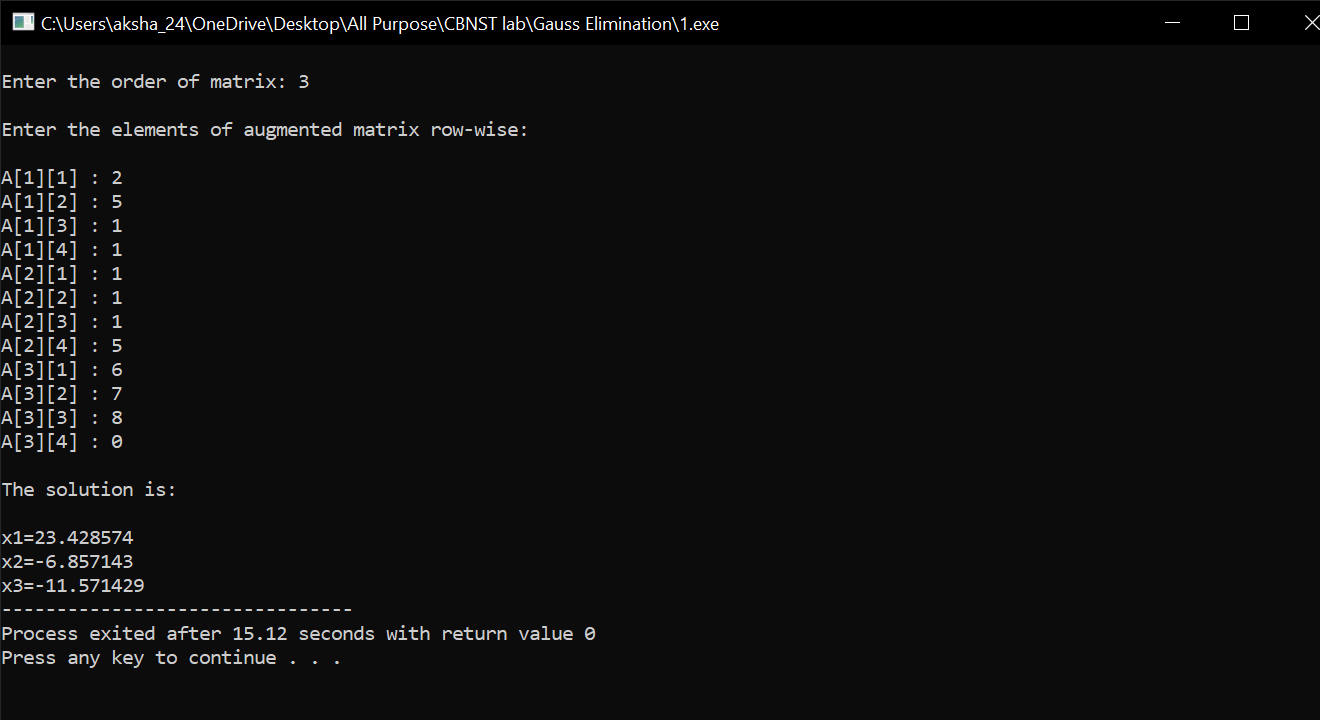 C:\Users\aksha_24\OneDrive\Desktop\All Purpose\CBNST lab\Gauss Elimination\1.exe
Enter the order of matrix: 3
Enter the elements of augmented matrix row-wise:
A[1][1] : 2
A[1][2] : 5
A[1][3] : 1
A[1][4] : 1
A[2][1] : 1
A[2][2] : 1
A[2][3] : 1
A[2][4] : 5
A[3][1] : 6
A[3][2] : 7
A[3][3] : 8
A[3][4] : 0
The solution is:
x1=23.428574
x2=-6.857143
x3=-11.571429
--------------------------------
Process exited after 15.12 seconds with return value 0
Press any key to continue . . .